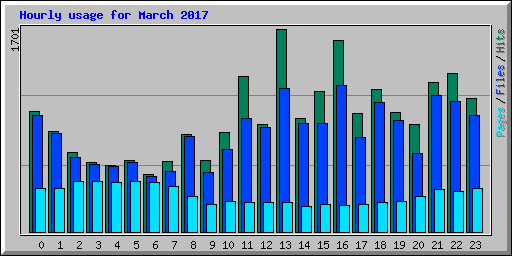 Hourly usage for March 2017
1701
Pages/Files/Hits
0 1 2 3 4 5 6 7 8 9 10 11 12 13 14 15 16 17 18 19 20 21 22 23